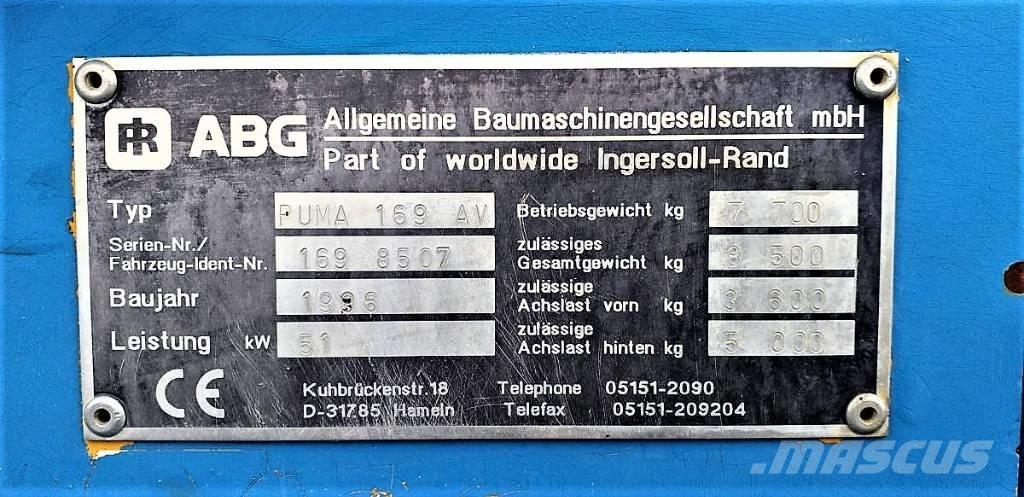 IR ABG Allgemeine Baumaschinengesellschaft mbH
Part of worldwide Ingersoll-Rand
Typ PUMA 169 AV Betriebsgewicht kg 7 700
Serien-Nr./
Fahrzeug-Ident-Nr. 169 8507 zulässiges
Gesamtgewicht kg 8 500
Baujahr 1996 zulässige
Achslast vorn kg 3 600
Leistung kW 51 zulässige
Achslast hinten kg 5 000
CE Kuhbrückenstr.18 Telephone 05151-2090
D-31785 Hameln Telefax 05151-209204
MASCUS